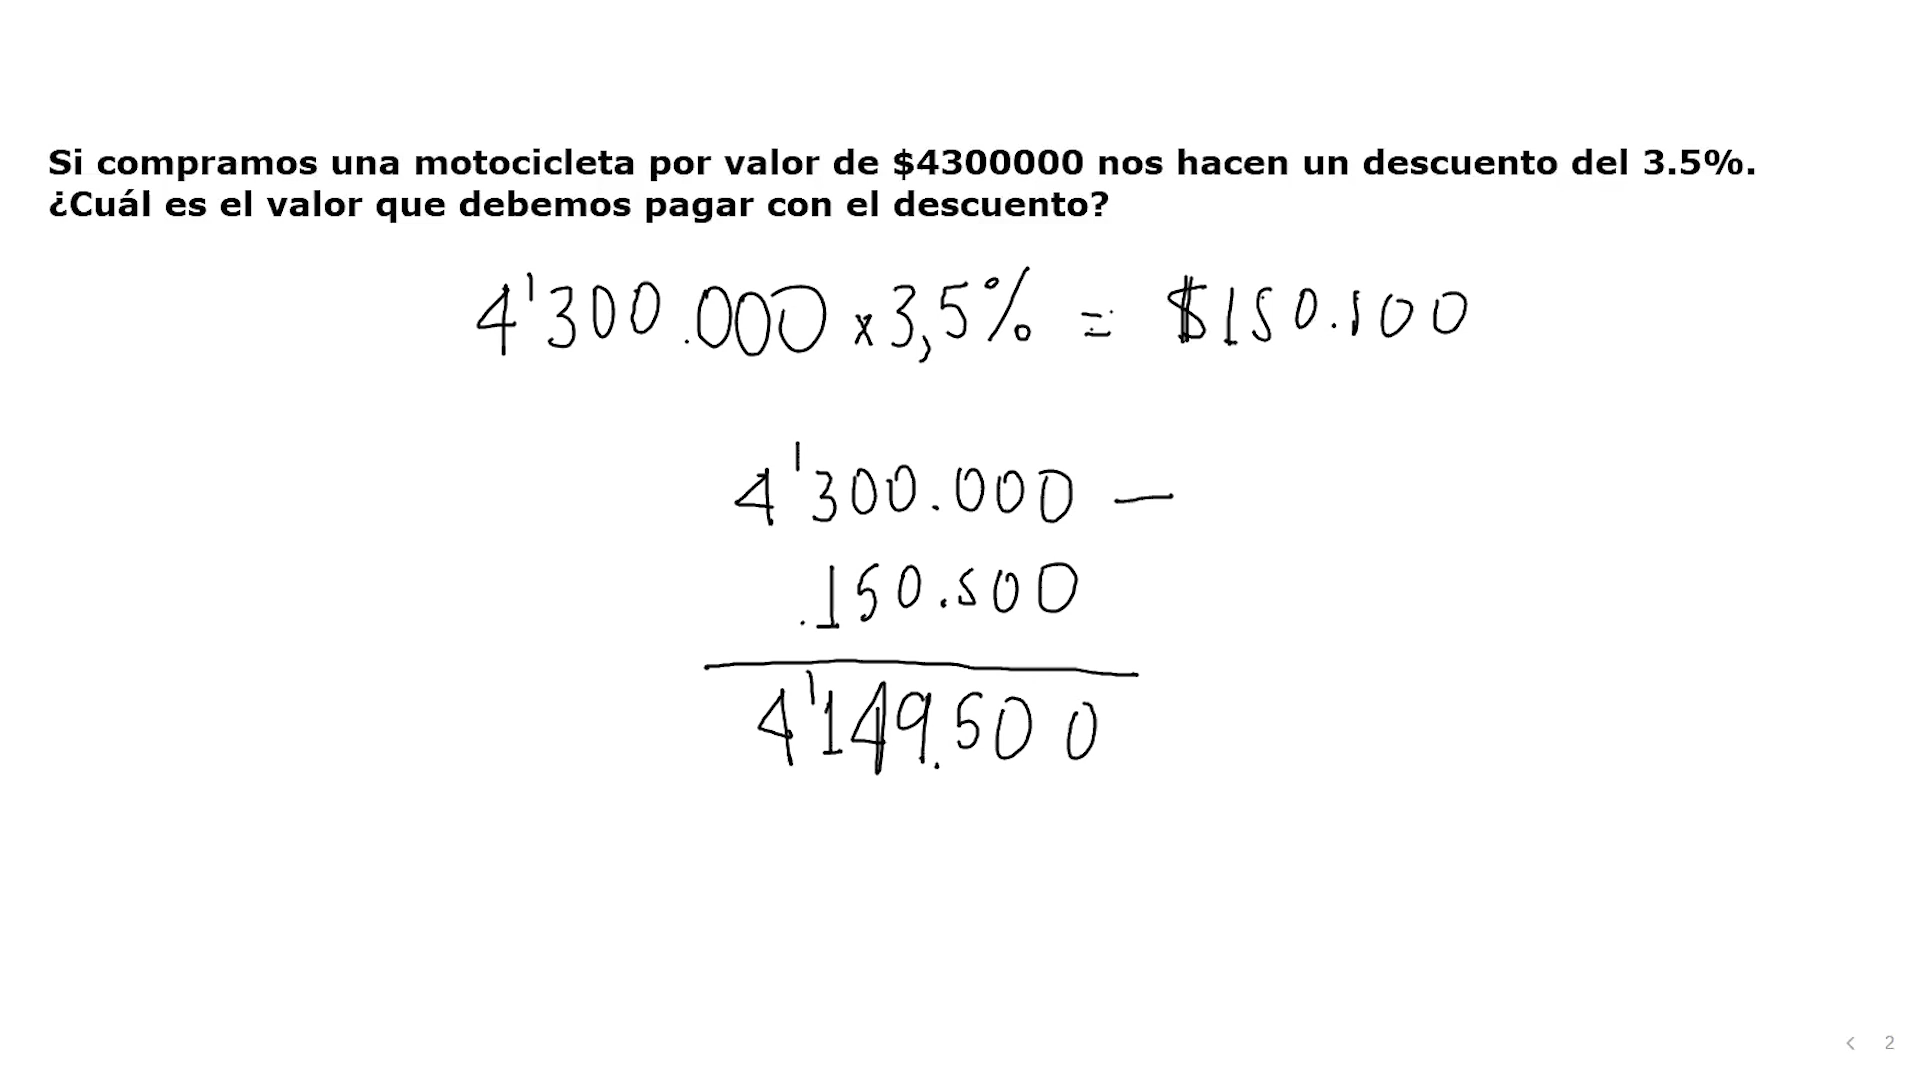 Si compramos una motocicleta por valor de $4300000 nos hacen un descuento del 3.5%.
¿Cuál es el valor que debemos pagar con el descuento?
4'300.000 x 3,5% = $150.500
4'300.000 —
.150.500
4'149.500
< 2